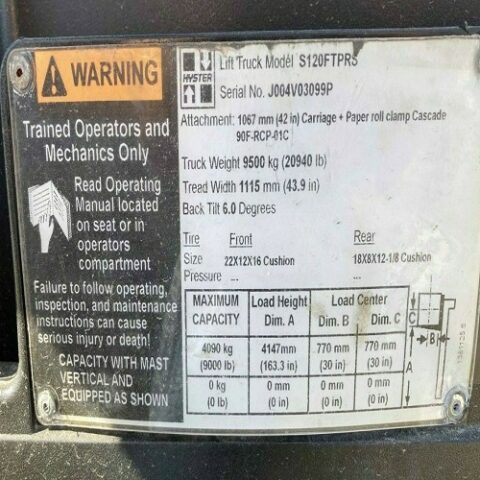 WARNING
Trained Operators and
Mechanics Only
Read Operating
Manual located
on seat or in
operators
compartment
Failure to follow operating,
inspection, and maintenance
instructions can cause
serious injury or death!
CAPACITY WITH MAST
VERTICAL AND
EQUIPPED AS SHOWN
HYSTER
Lift Truck Model S120FTPRS
Serial No. J004V03099P
Attachment: 1067 mm (42 in) Carriage + Paper roll clamp Cascade
90F-RCP-01C
Truck Weight 9500 kg (20940 lb)
Tread Width 1115 mm (43.9 in)
Back Tilt 6.0 Degrees
Tire Front Rear
Size 22X12X16 Cushion 18X8X12-1/8 Cushion
Pressure ... ...
MAXIMUM CAPACITY Load Height Dim. A Load Center Dim. B Dim. C
4090 kg 4147mm 770 mm 770 mm
(9000 lb) (163.3 in) (30 in) (30 in)
0 kg 0 mm 0 mm 0 mm
(0 lb) (0 in) (0 in) (0 in)
C
B
A